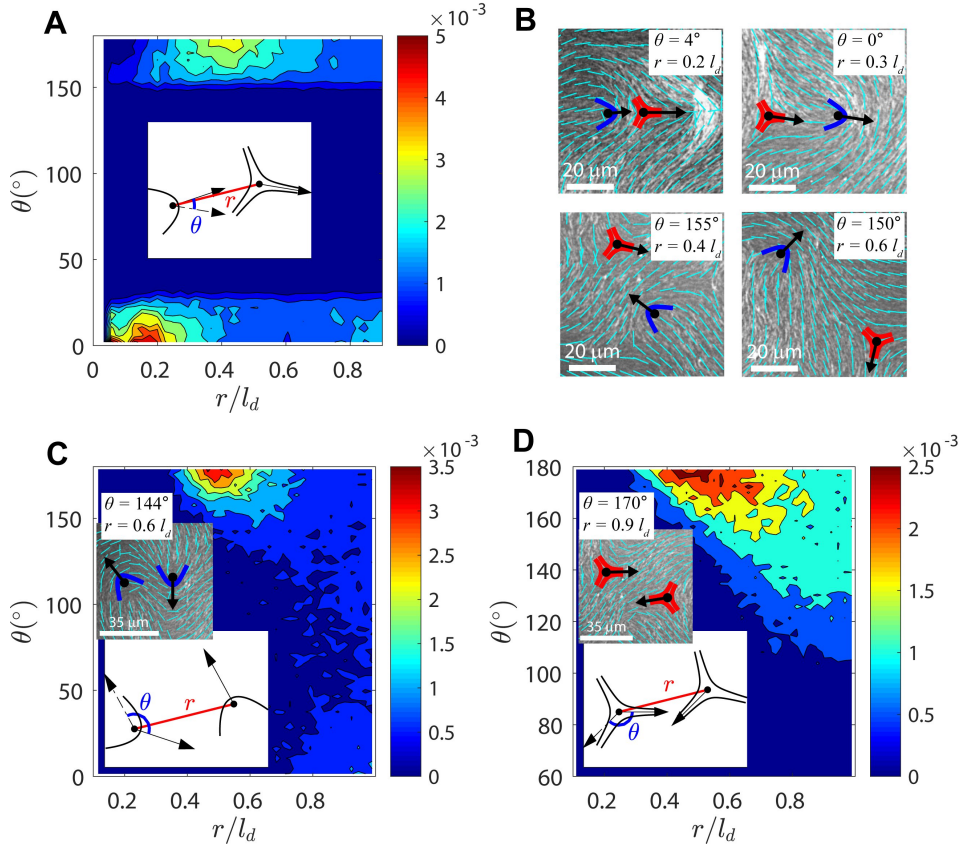 A
× 10⁻³
θ(°)
150
100
50
0
0
0.2
0.4
0.6
0.8
r/l_d
5
4
3
2
1
0
r
θ
B
θ = 4°
r = 0.2 l_d
20 µm
θ = 0°
r = 0.3 l_d
20 µm
θ = 155°
r = 0.4 l_d
20 µm
θ = 150°
r = 0.6 l_d
20 µm
C
× 10⁻³
θ(°)
150
100
50
0
0.2
0.4
0.6
0.8
r/l_d
3.5
3
2.5
2
1.5
1
0.5
0
θ = 144°
r = 0.6 l_d
35 µm
θ
r
D
× 10⁻³
θ(°)
180
160
140
120
100
80
60
0.2
0.4
0.6
0.8
r/l_d
2.5
2
1.5
1
0.5
0
θ = 170°
r = 0.9 l_d
35 µm
r
θ